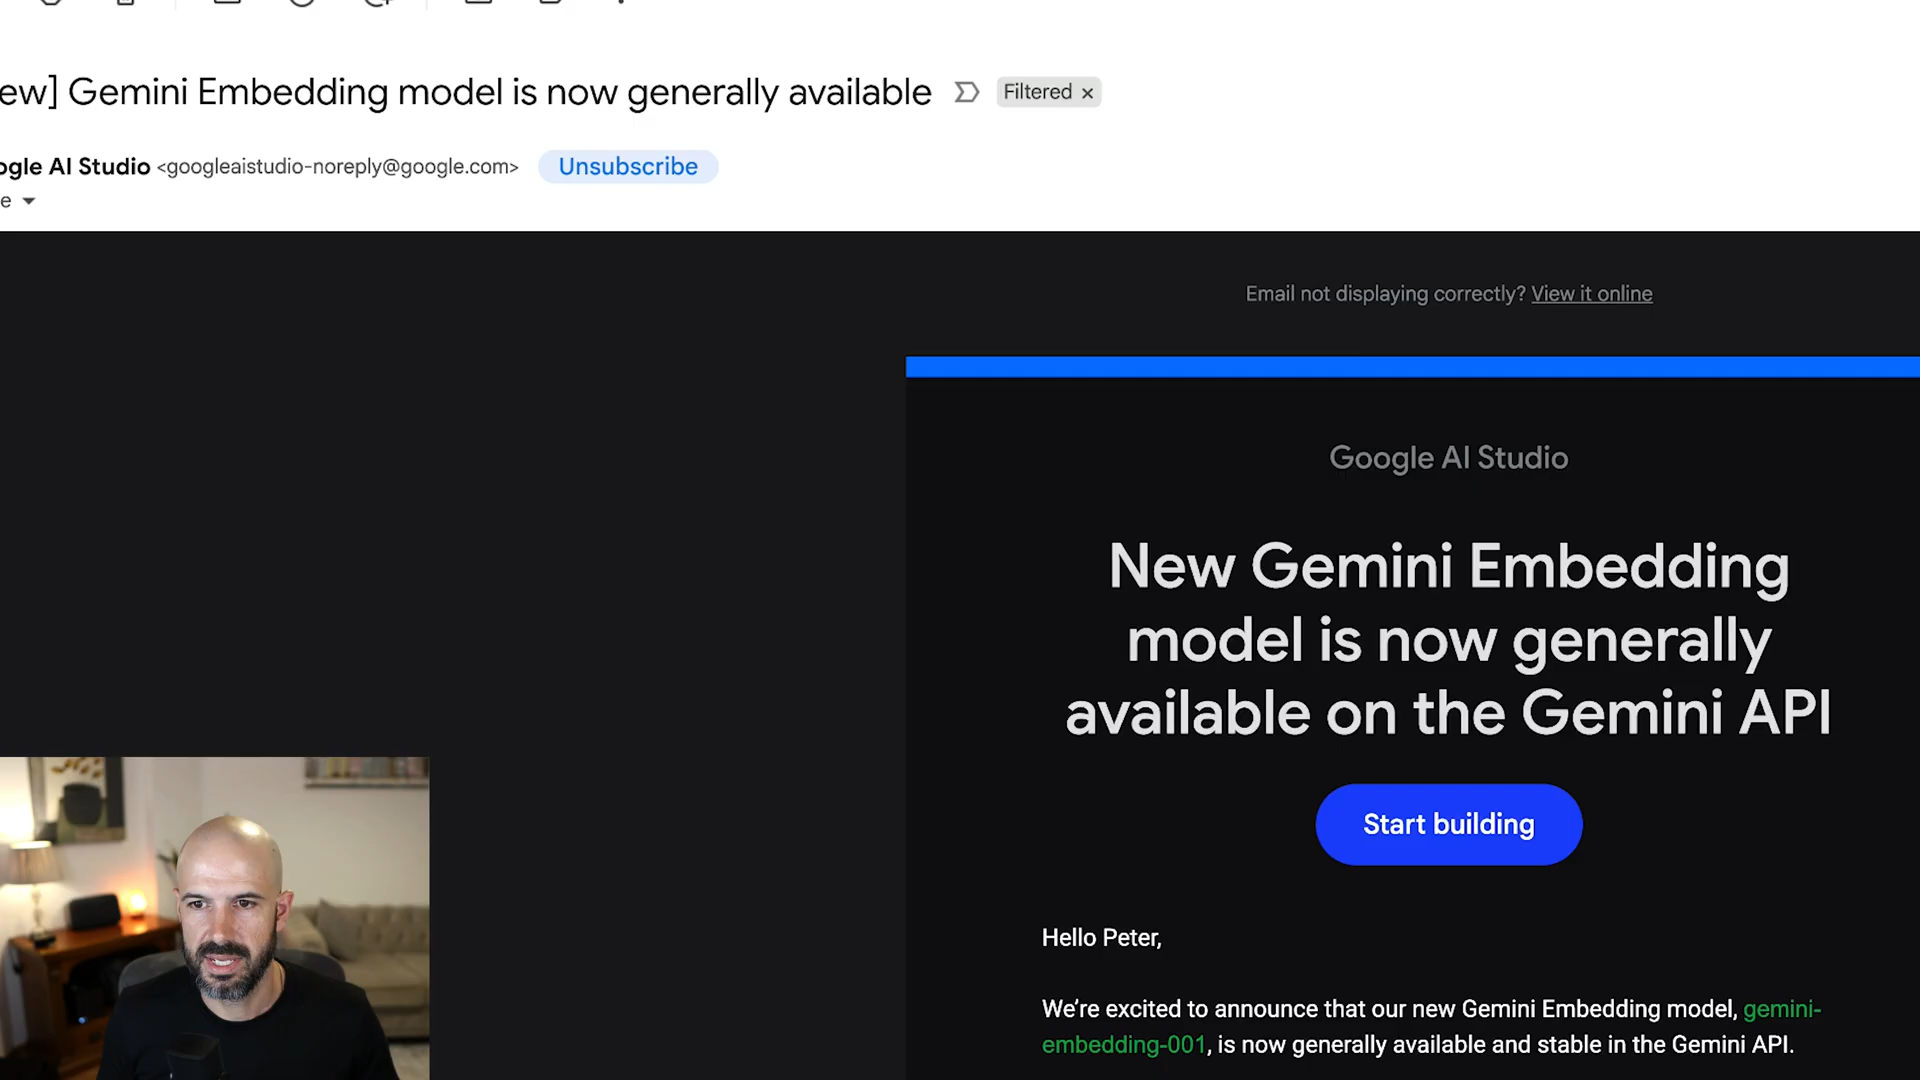 ew] Gemini Embedding model is now generally available
Filtered ×
ogle AI Studio <googleaistudio-noreply@google.com> Unsubscribe
e
Email not displaying correctly? View it online
Google AI Studio
New Gemini Embedding
model is now generally
available on the Gemini API
Start building
Hello Peter,
We’re excited to announce that our new Gemini Embedding model, gemini-
embedding-001, is now generally available and stable in the Gemini API.